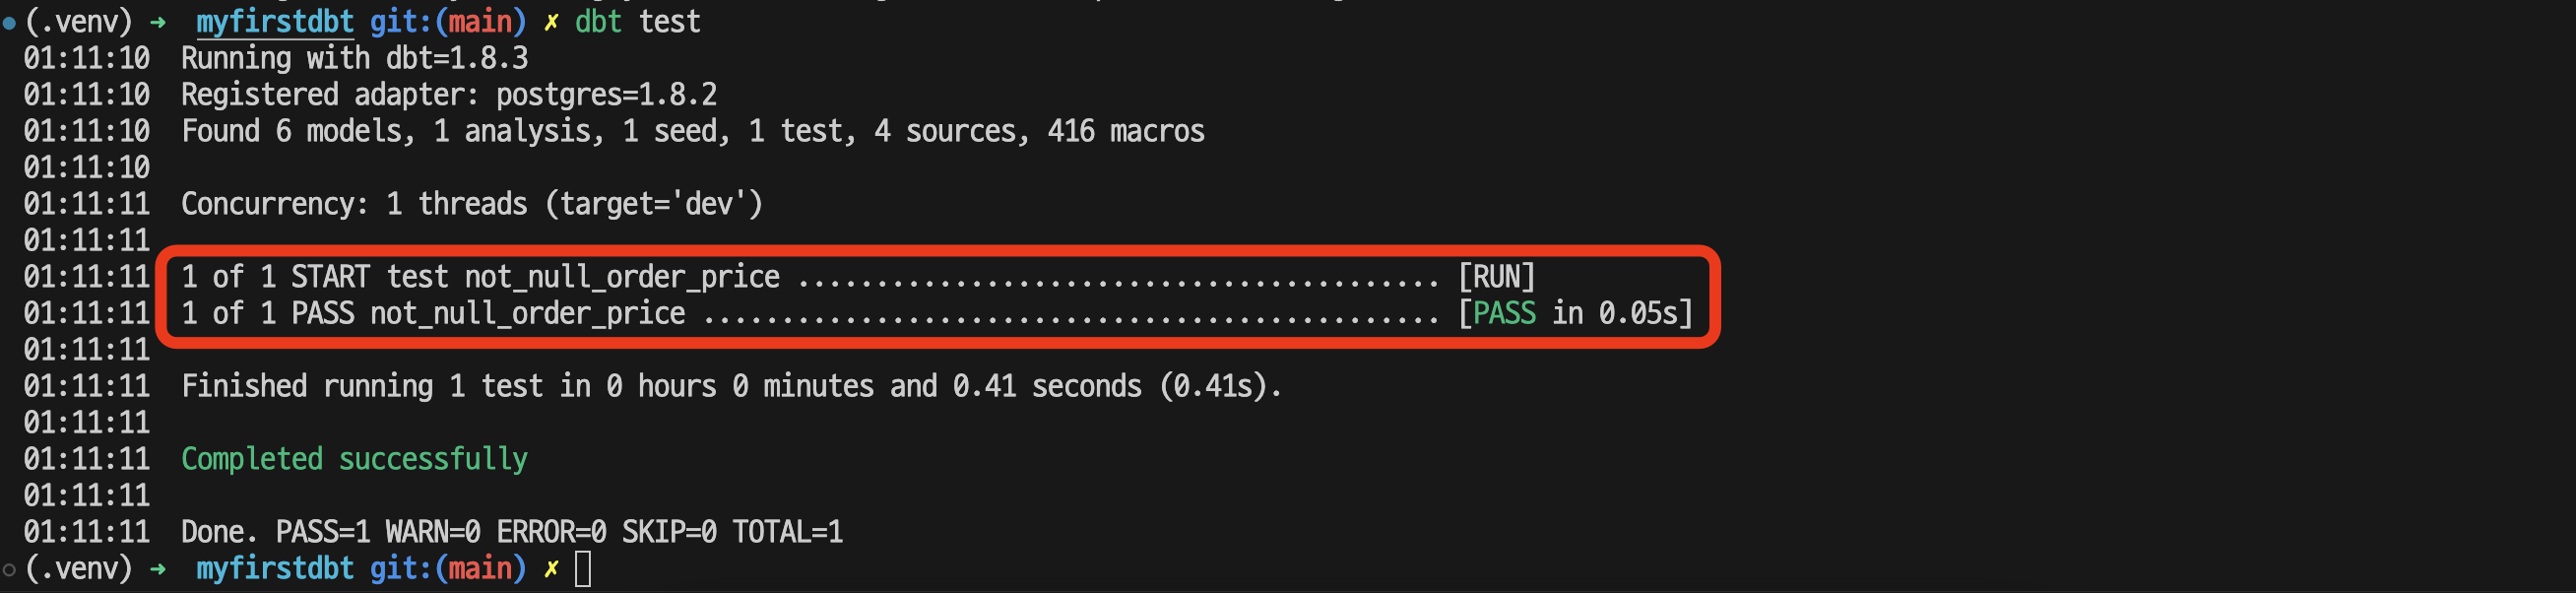 (.venv) ➜  myfirstdbt git:(main) ✗ dbt test
01:11:10  Running with dbt=1.8.3
01:11:10  Registered adapter: postgres=1.8.2
01:11:10  Found 6 models, 1 analysis, 1 seed, 1 test, 4 sources, 416 macros
01:11:10
01:11:11  Concurrency: 1 threads (target='dev')
01:11:11
01:11:11  1 of 1 START test not_null_order_price ......................................... [RUN]
01:11:11  1 of 1 PASS not_null_order_price ............................................... [PASS in 0.05s]
01:11:11
01:11:11  Finished running 1 test in 0 hours 0 minutes and 0.41 seconds (0.41s).
01:11:11
01:11:11  Completed successfully
01:11:11
01:11:11  Done. PASS=1 WARN=0 ERROR=0 SKIP=0 TOTAL=1
(.venv) ➜  myfirstdbt git:(main) ✗